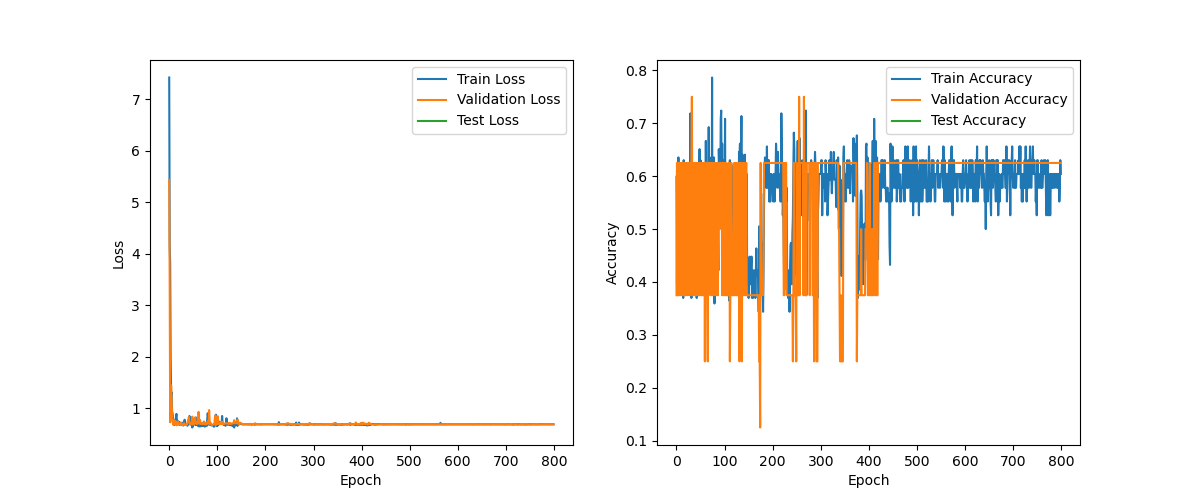 Train Loss
Validation Loss
Test Loss
7
6
5
4
3
2
1
Loss
0 100 200 300 400 500 600 700 800
Epoch
Train Accuracy
Validation Accuracy
Test Accuracy
0.8
0.7
0.6
0.5
0.4
0.3
0.2
0.1
Accuracy
0 100 200 300 400 500 600 700 800
Epoch